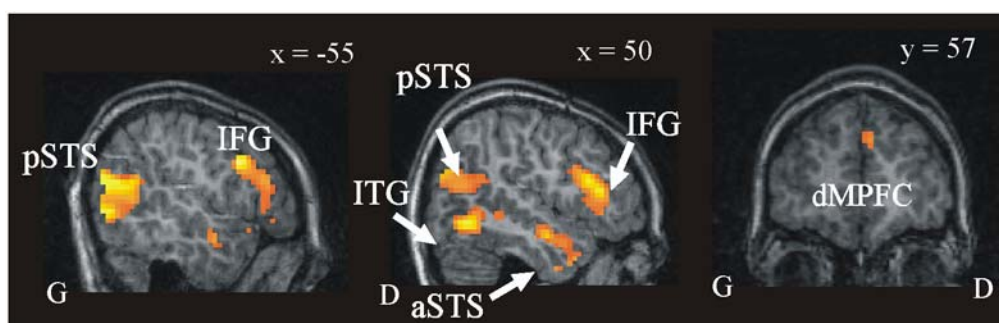 x = -55
pSTS
IFG
G
x = 50
pSTS
IFG
ITG
D
aSTS
y = 57
dMPFC
G
D